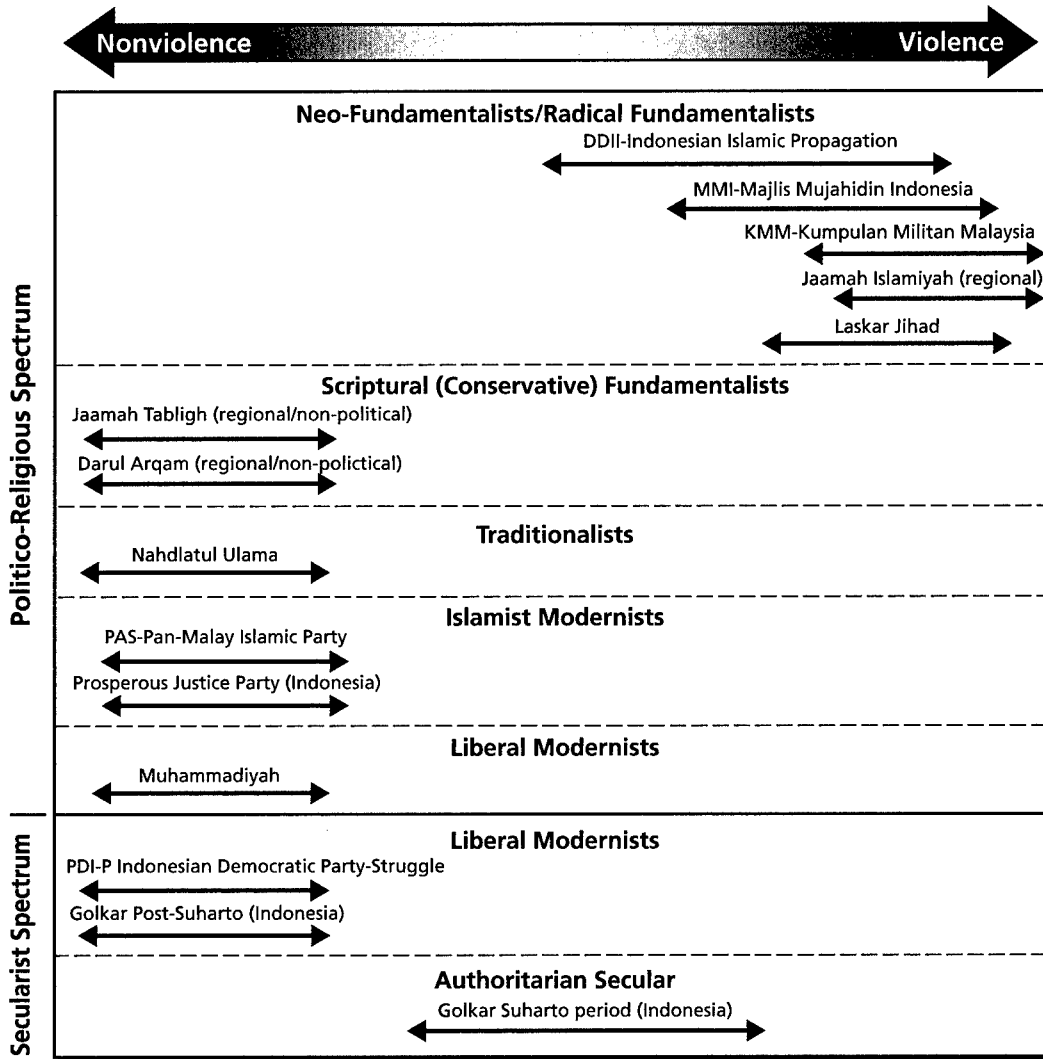 Nonviolence Violence
Neo-Fundamentalists/Radical Fundamentalists
DDII-Indonesian Islamic Propagation
MMI-Majlis Mujahidin Indonesia
KMM-Kumpulan Militan Malaysia
Jaamah Islamiyah (regional)
Laskar Jihad
Politico-Religious Spectrum
Scriptural (Conservative) Fundamentalists
Jaamah Tabligh (regional/non-political)
Darul Arqam (regional/non-polictical)
Traditionalists
Nahdlatul Ulama
Islamist Modernists
PAS-Pan-Malay Islamic Party
Prosperous Justice Party (Indonesia)
Liberal Modernists
Muhammadiyah
Secularist Spectrum
Liberal Modernists
PDI-P Indonesian Democratic Party-Struggle
Golkar Post-Suharto (Indonesia)
Authoritarian Secular
Golkar Suharto period (Indonesia)